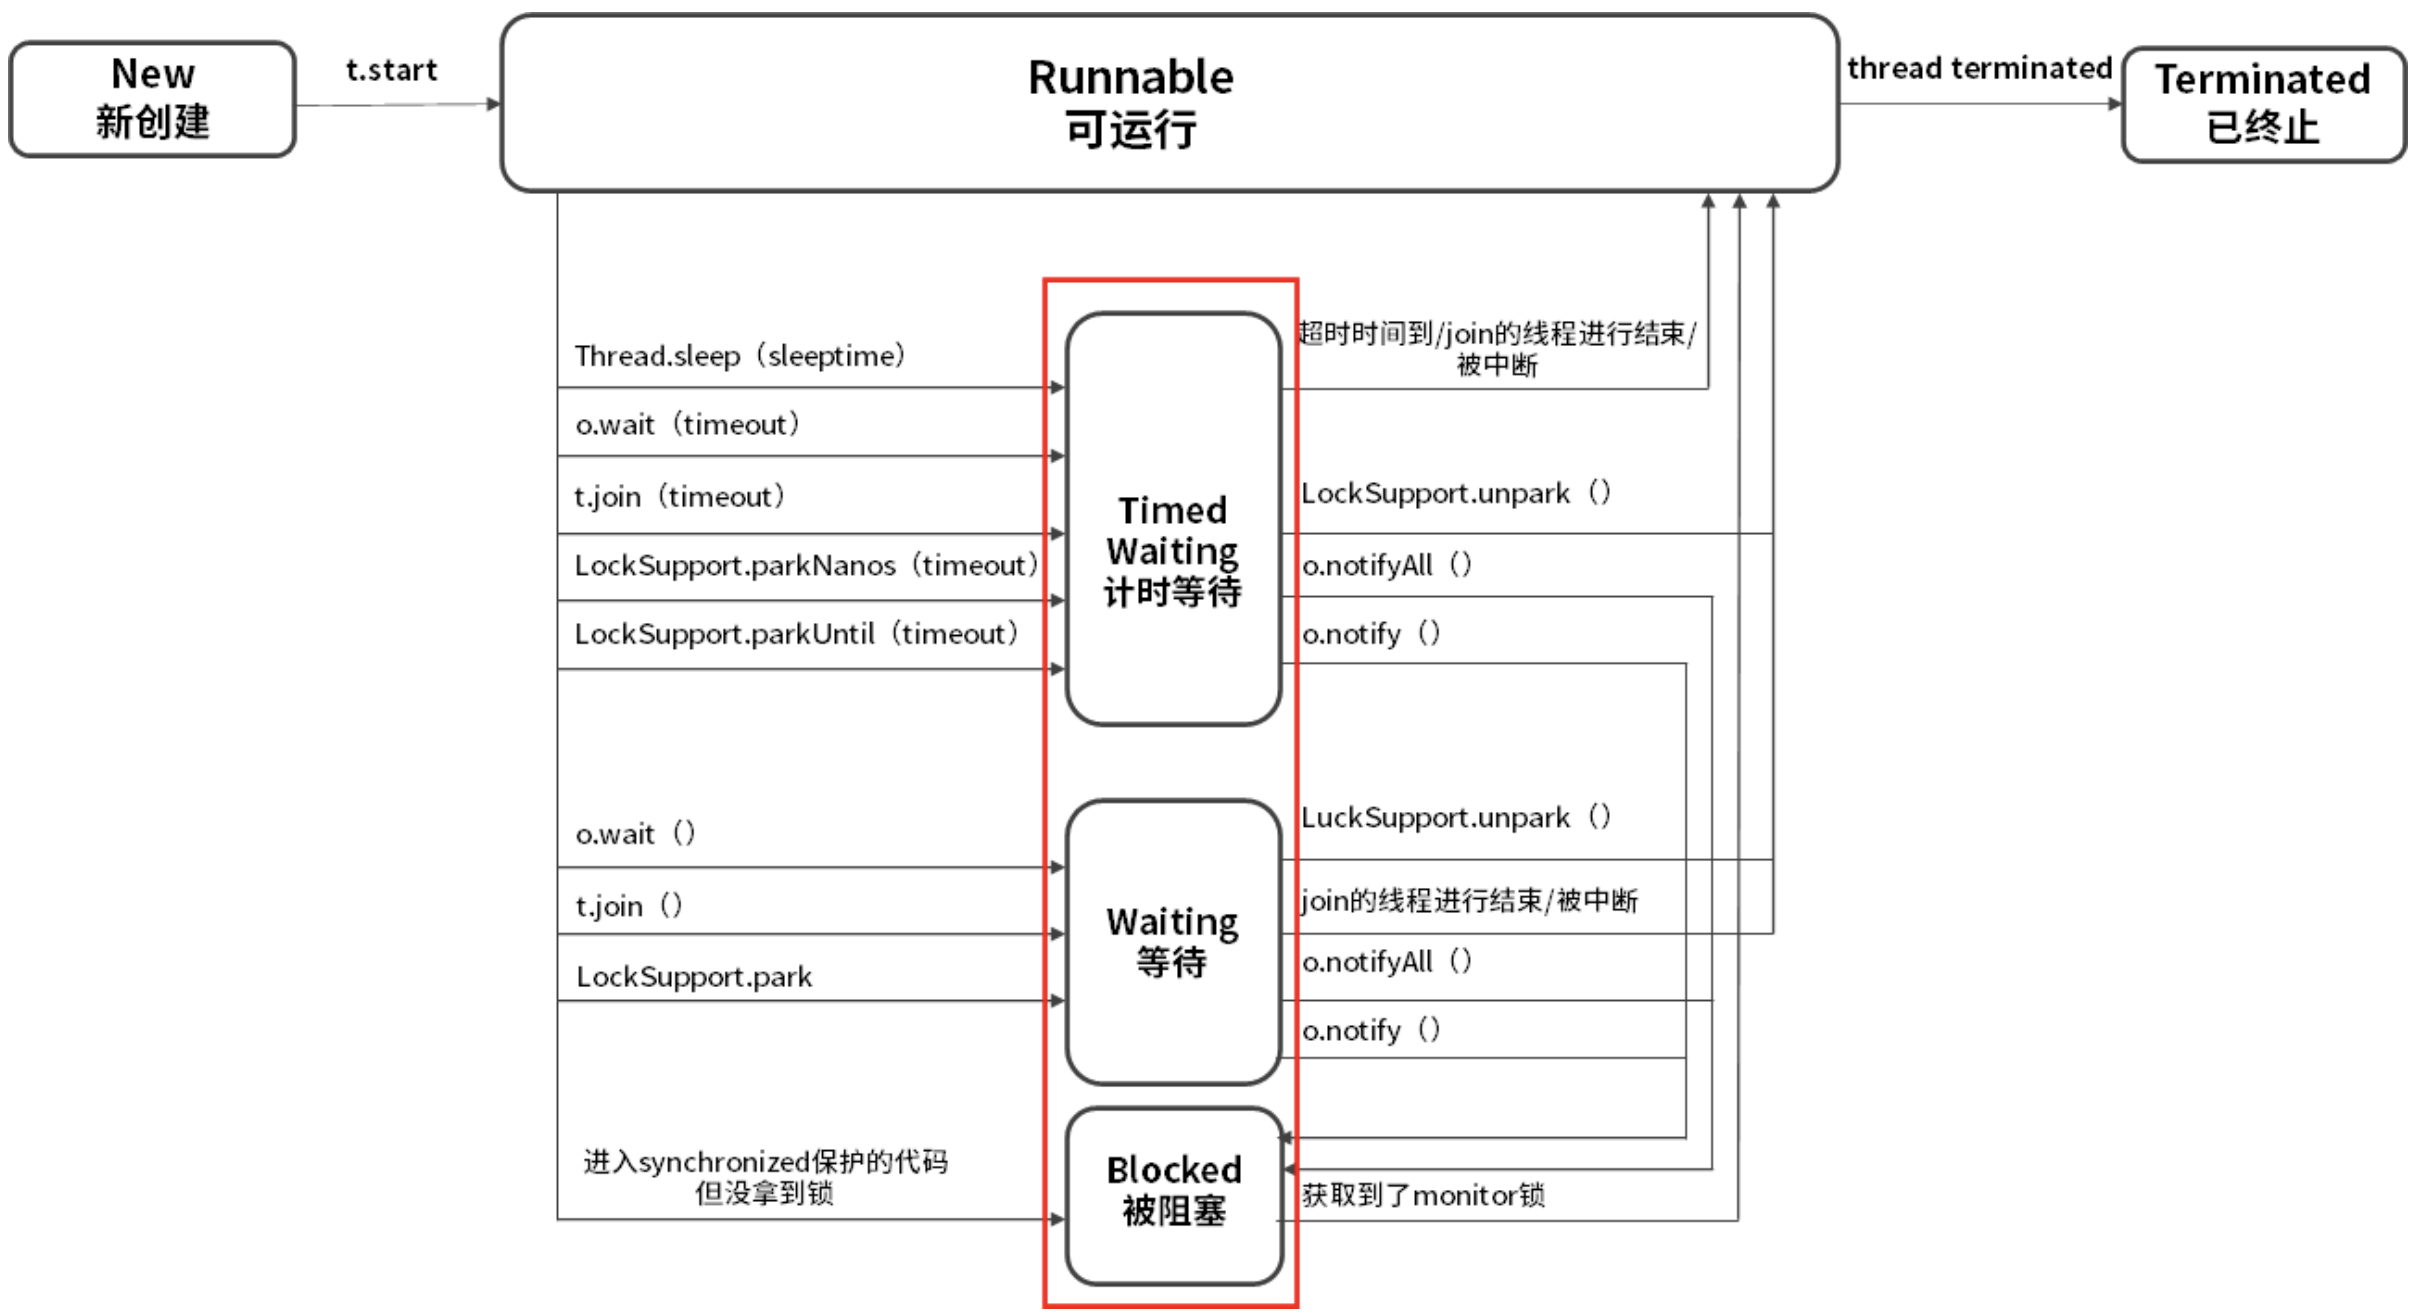 New
新创建
t.start
Runnable
可运行
thread terminated
Terminated
已终止
Thread.sleep（sleeptime）
o.wait（timeout）
t.join（timeout）
LockSupport.parkNanos（timeout）
LockSupport.parkUntil（timeout）
Timed
Waiting
计时等待
超时时间到/join的线程进行结束/
被中断
LockSupport.unpark（）
o.notifyAll（）
o.notify（）
o.wait（）
t.join（）
LockSupport.park
Waiting
等待
LuckSupport.unpark（）
join的线程进行结束/被中断
o.notifyAll（）
o.notify（）
进入synchronized保护的代码
但没拿到锁
Blocked
被阻塞
获取到了monitor锁